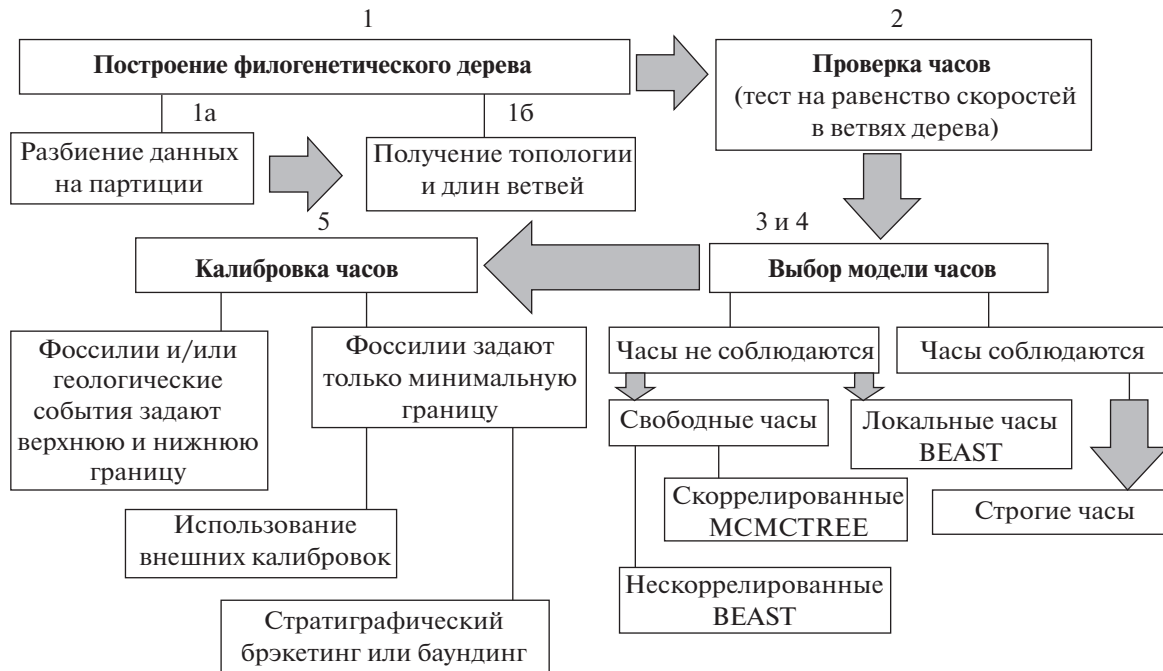 1
Построение филогенетического дерева
1а
Разбиение данных
на партиции
1б
Получение топологии
и длин ветвей
2
Проверка часов
(тест на равенство скоростей
в ветвях дерева)
3 и 4
Выбор модели часов
Часы не соблюдаются
Свободные часы
Скоррелированные
MCMCTREE
Нескоррелированные
BEAST
Локальные часы
BEAST
Часы соблюдаются
Строгие часы
5
Калибровка часов
Фоссилии и/или
геологические
события задают
верхнюю и нижнюю
границу
Фоссилии задают
только минимальную
границу
Использование
внешних калибровок
Стратиграфический
брэкетинг или баундинг